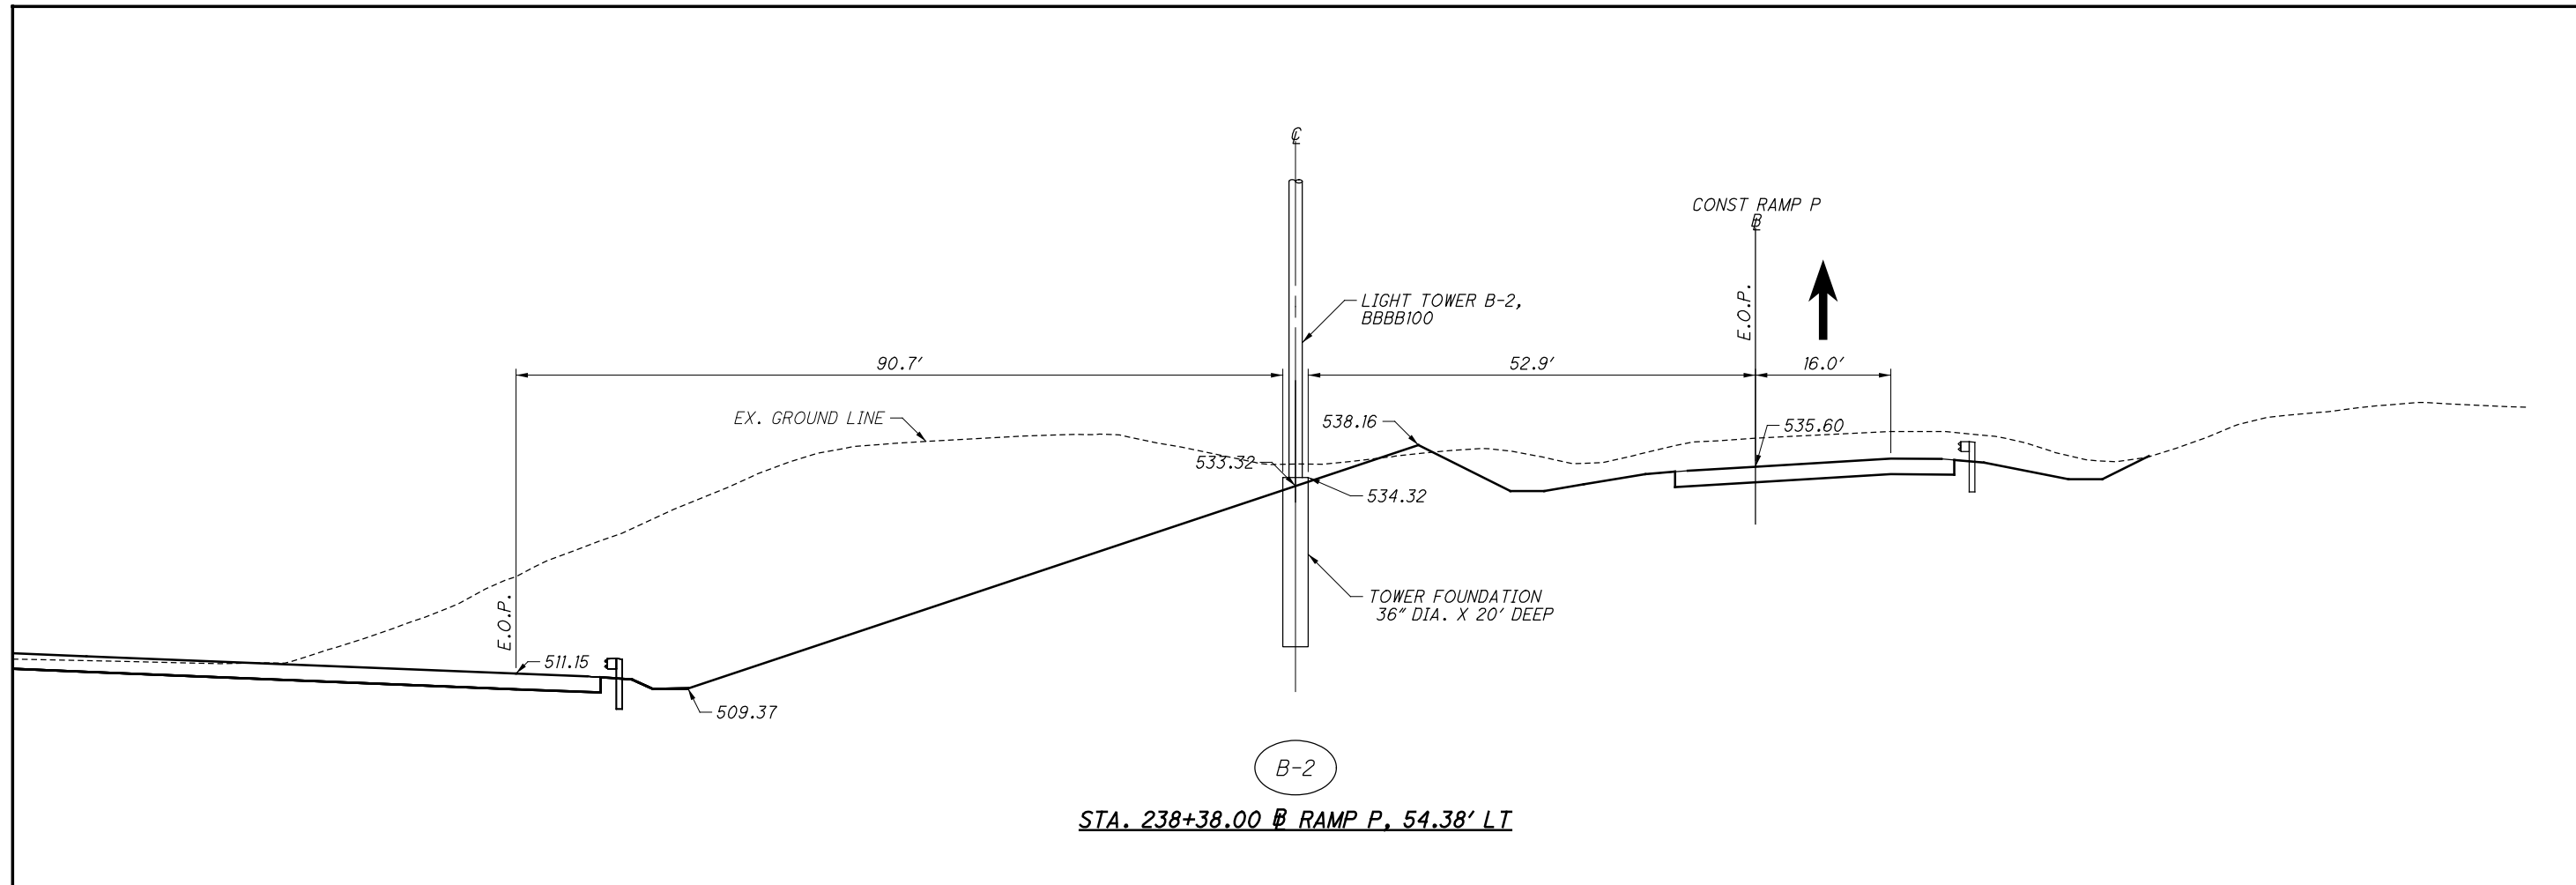 ℄
CONST RAMP P
B
E.O.P.
LIGHT TOWER B-2,
BBBB100
90.7'
52.9'
16.0'
EX. GROUND LINE
538.16
535.60
533.32
534.32
TOWER FOUNDATION
36" DIA. X 20' DEEP
E.O.P.
511.15
509.37
B-2
STA. 238+38.00 B RAMP P, 54.38' LT